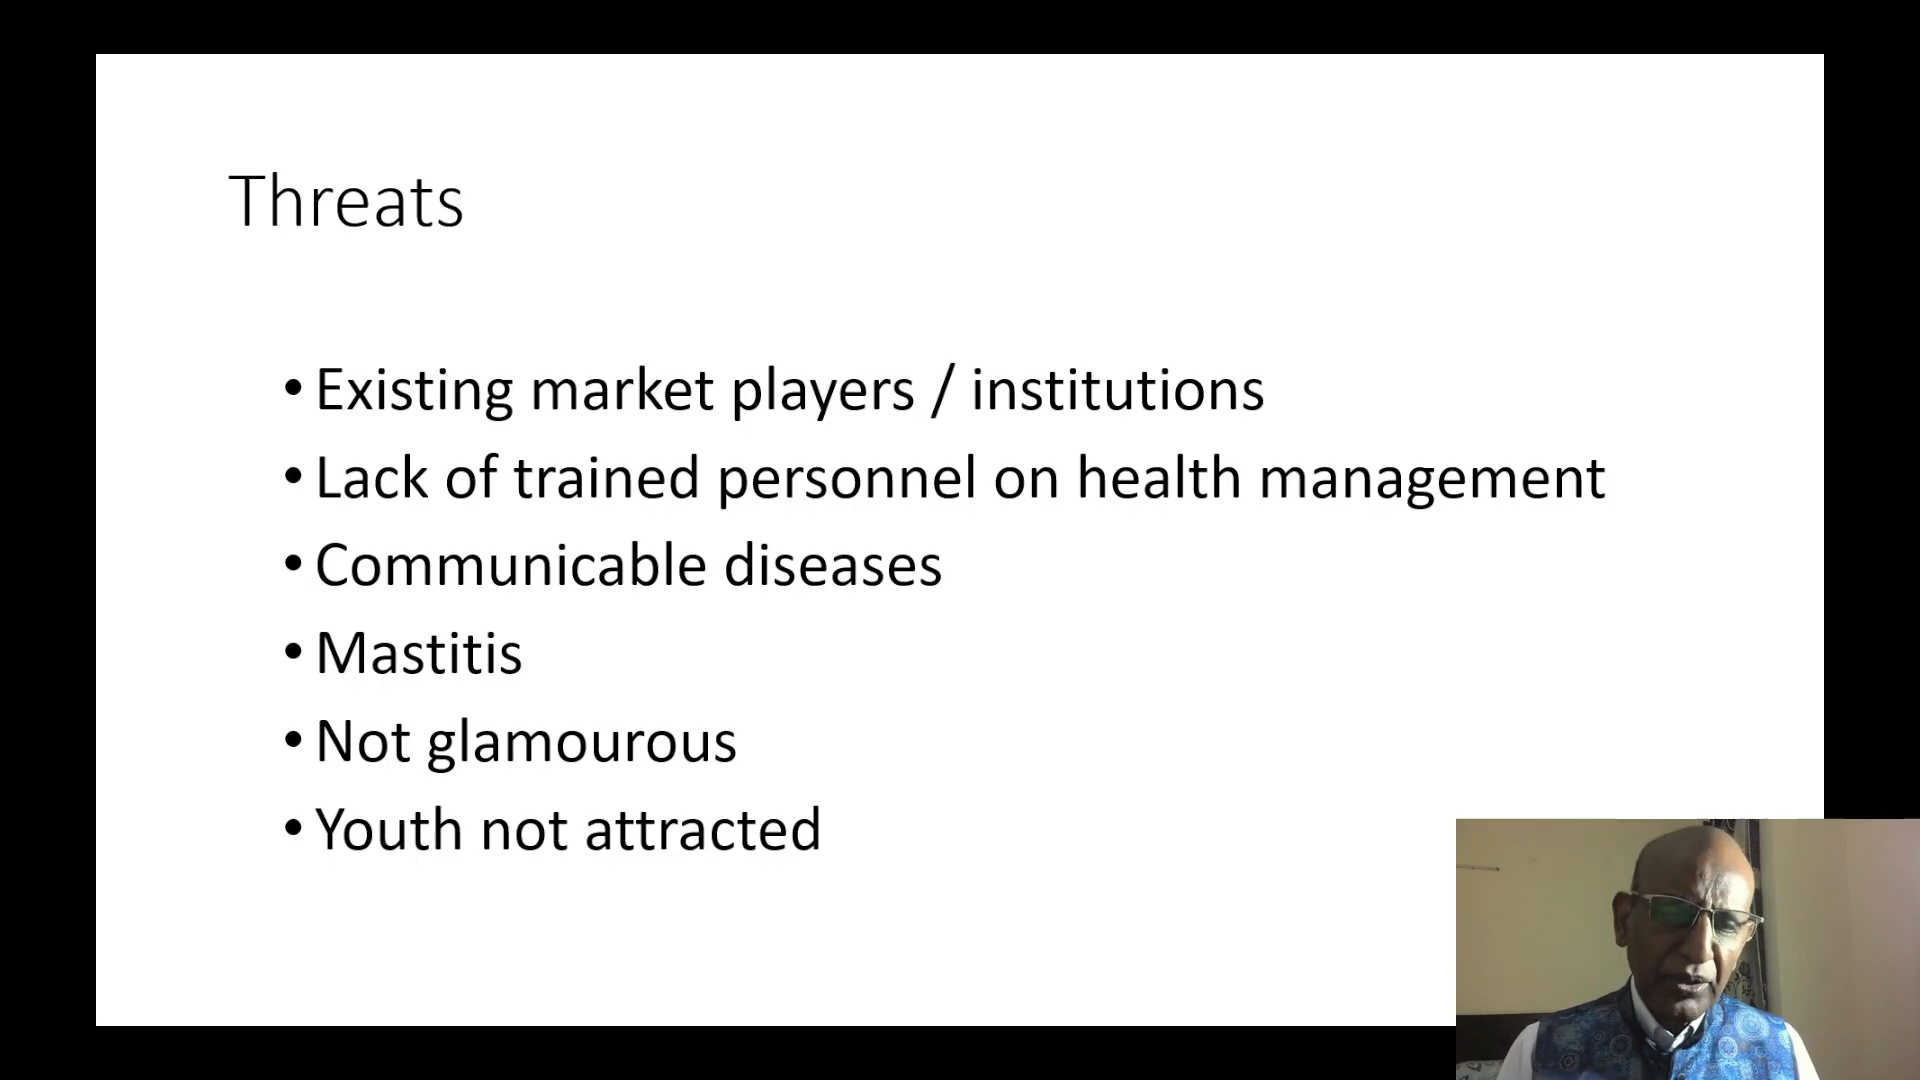 Threats
• Existing market players / institutions
• Lack of trained personnel on health management
• Communicable diseases
• Mastitis
• Not glamourous
• Youth not attracted